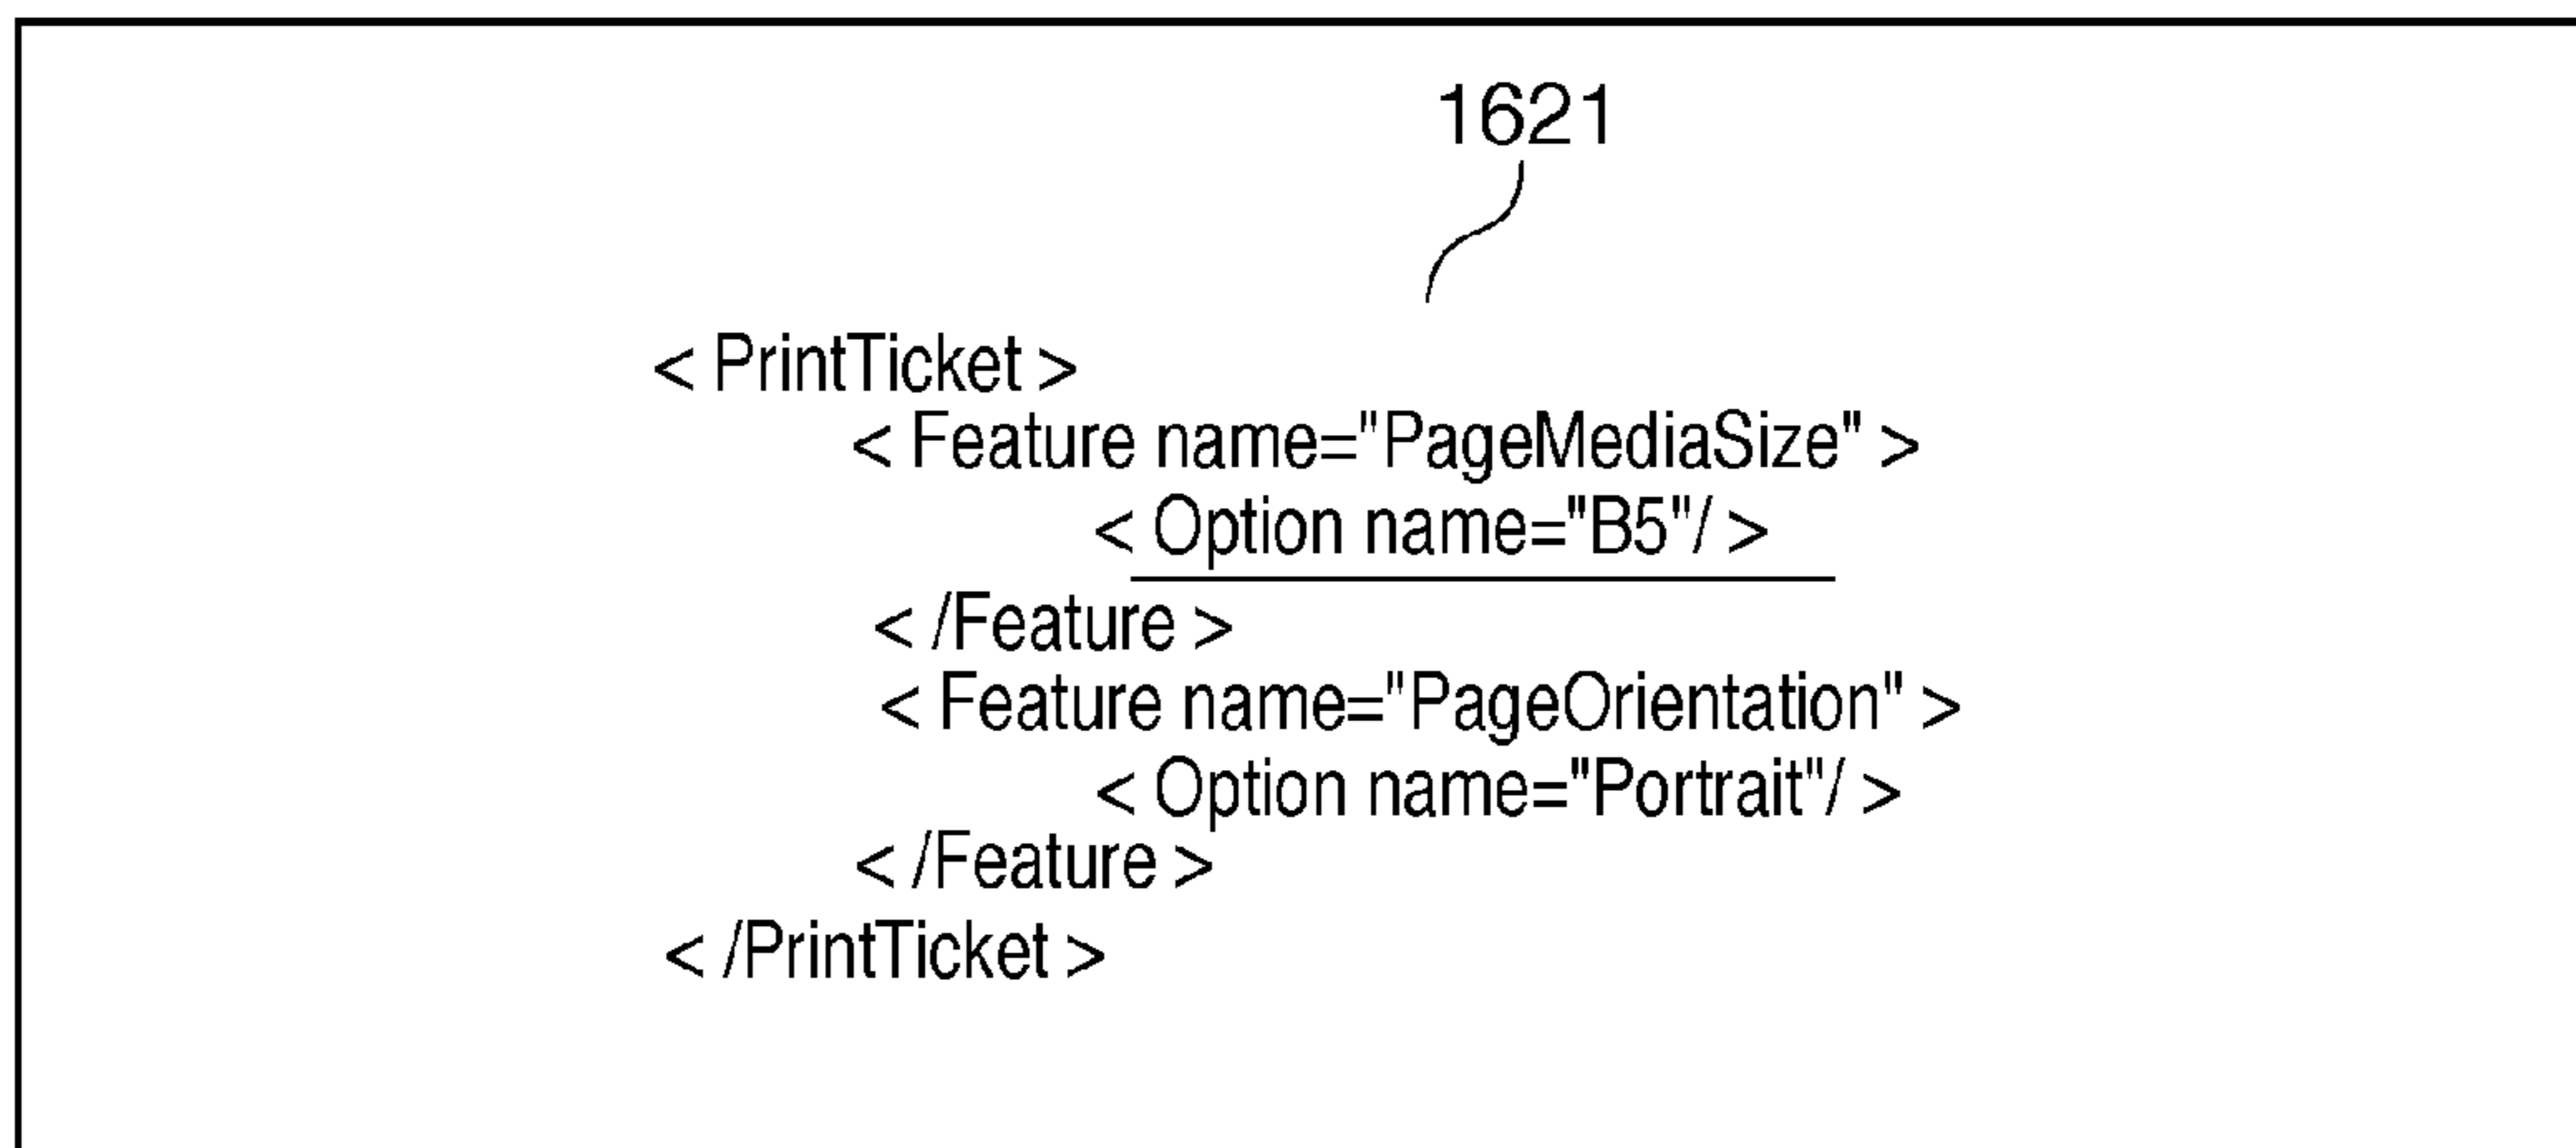 1621
< PrintTicket >
< Feature name="PageMediaSize" >
< Option name="B5"/ >
< /Feature >
< Feature name="PageOrientation" >
< Option name="Portrait"/ >
< /Feature >
< /PrintTicket >